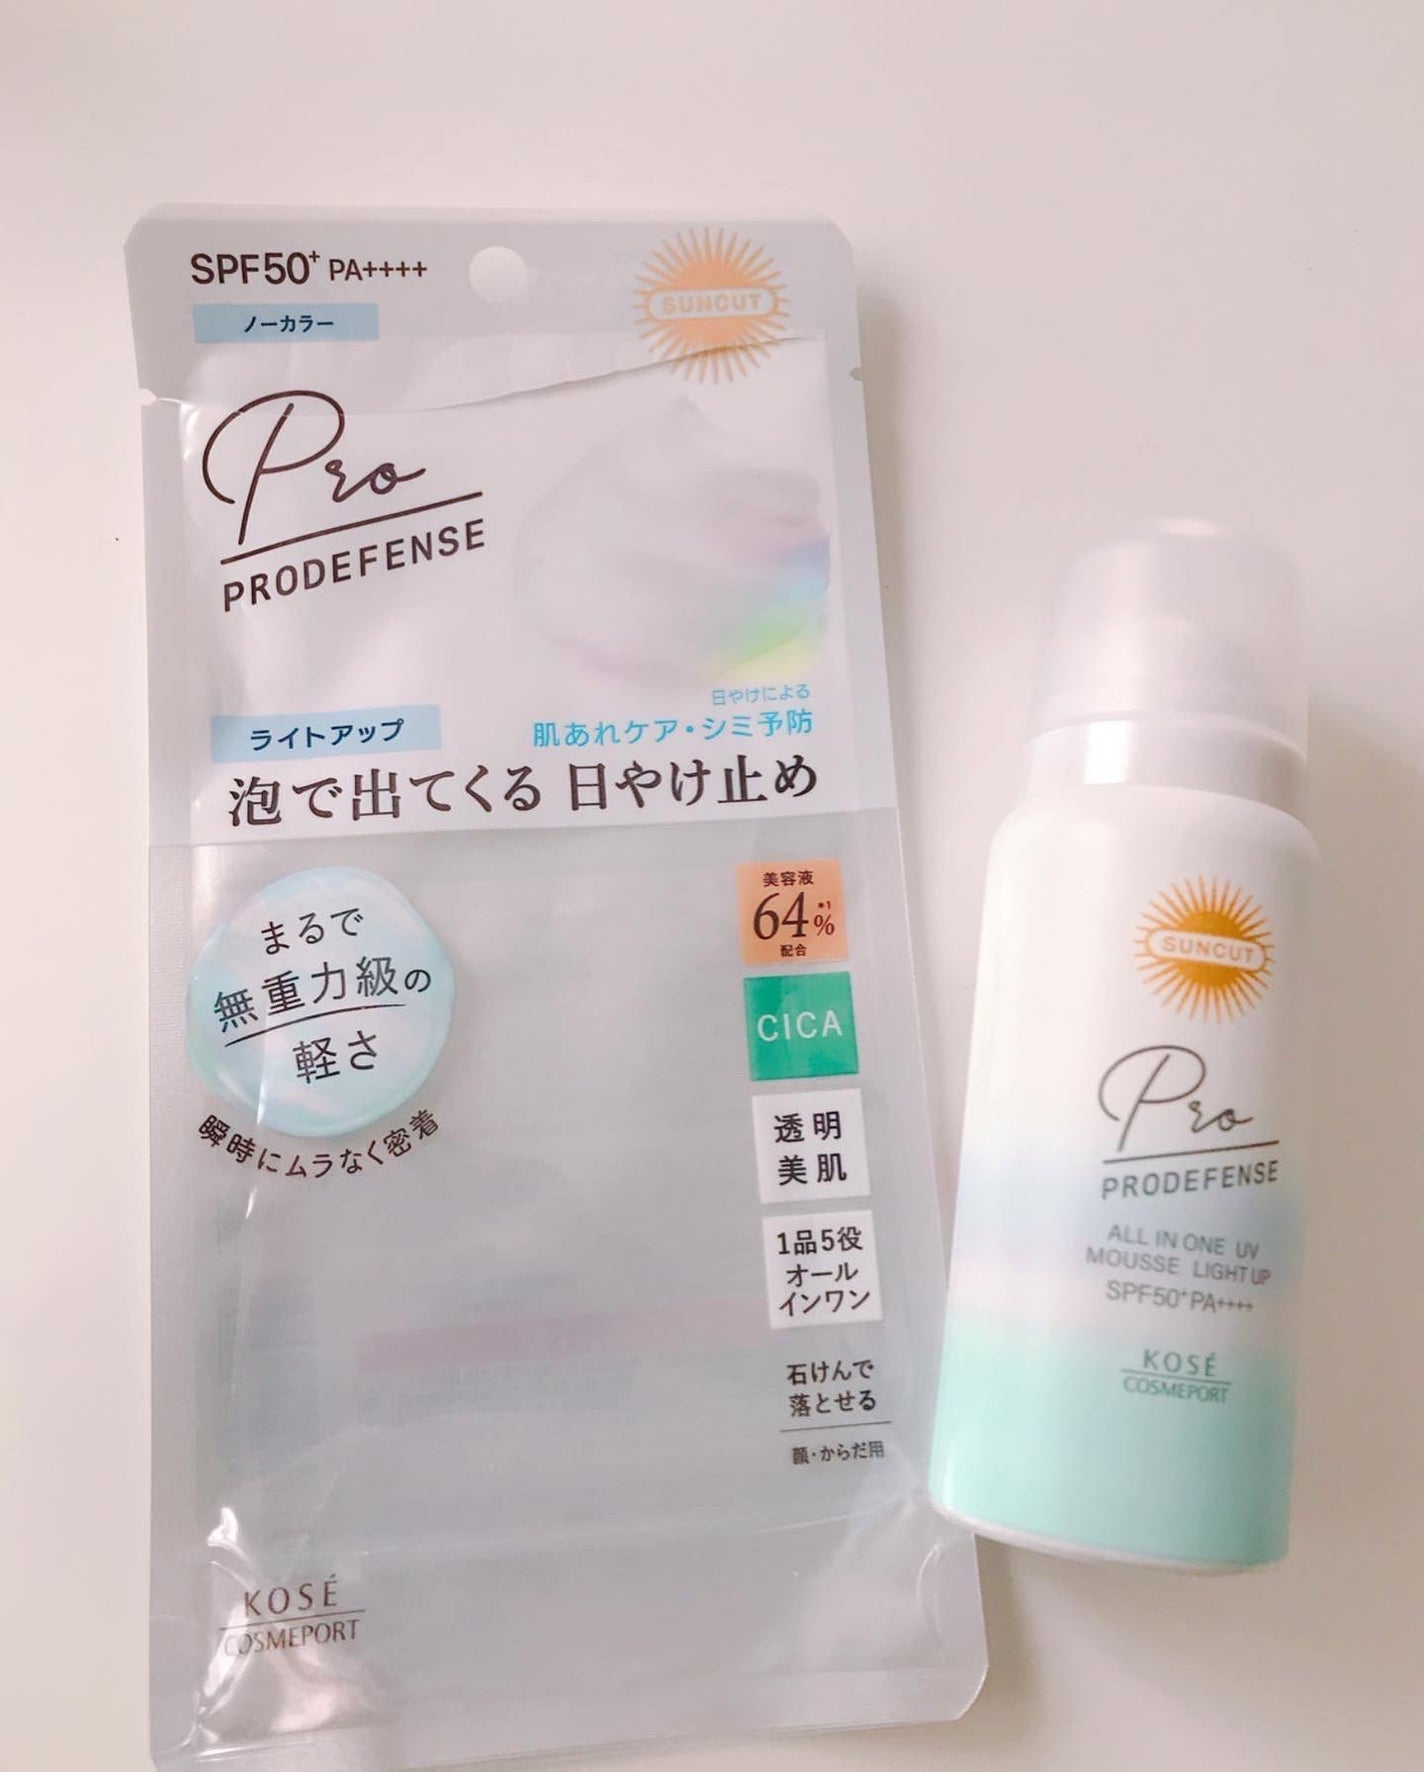 SPF50+ PA++++
ノーカラー
SUNCUT
Pro
PRODEFENSE
日やけによる
肌あれケア・シミ予防
ライトアップ
泡で出てくる 日やけ止め
まるで
無重力級の
軽さ
瞬時にムラなく密着
美容液
64%*1
配合
CICA
透明
美肌
1品5役
オール
インワン
石けんで
落とせる
顔・からだ用
KOSÉ
COSMEPORT
SUNCUT
Pro
PRODEFENSE
ALL IN ONE UV
MOUSSE LIGHT UP
SPF50+PA++++
KOSÉ
COSMEPORT